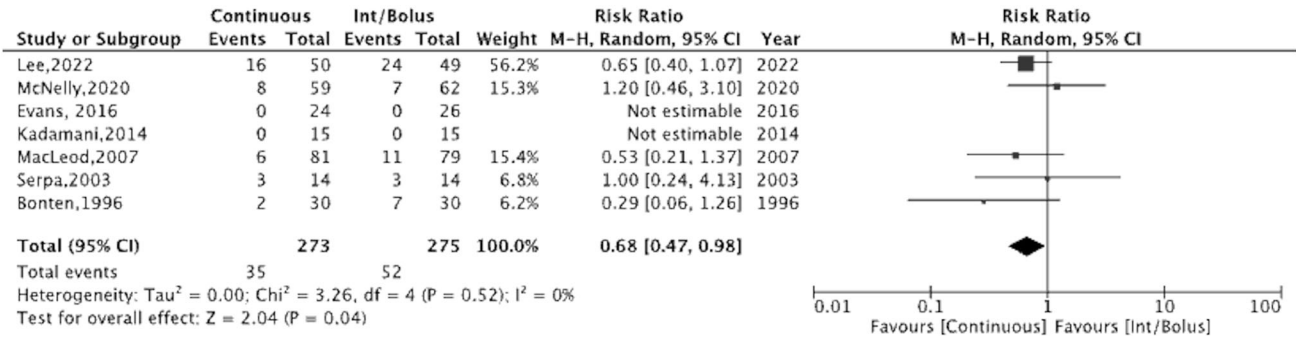 Continuous Int/Bolus Risk Ratio Risk Ratio
Study or Subgroup Events Total Events Total Weight M-H, Random, 95% CI Year M-H, Random, 95% CI
Lee,2022 16 50 24 49 56.2% 0.65 [0.40, 1.07] 2022
McNelly,2020 8 59 7 62 15.3% 1.20 [0.46, 3.10] 2020
Evans, 2016 0 24 0 26 Not estimable 2016
Kadamani,2014 0 15 0 15 Not estimable 2014
MacLeod,2007 6 81 11 79 15.4% 0.53 [0.21, 1.37] 2007
Serpa,2003 3 14 3 14 6.8% 1.00 [0.24, 4.13] 2003
Bonten,1996 2 30 7 30 6.2% 0.29 [0.06, 1.26] 1996
Total (95% CI) 273 275 100.0% 0.68 [0.47, 0.98]
Total events 35 52
Heterogeneity: Tau² = 0.00; Chi² = 3.26, df = 4 (P = 0.52); I² = 0%
Test for overall effect: Z = 2.04 (P = 0.04)
0.01 0.1 1 10 100
Favours [Continuous] Favours [Int/Bolus]